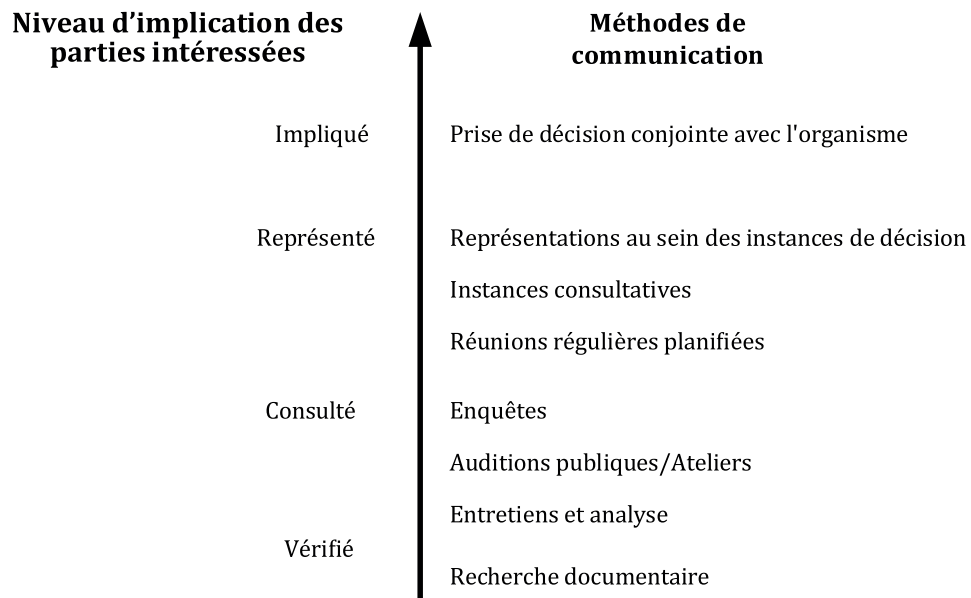 Niveau d’implication des
parties intéressées
Méthodes de
communication
Impliqué
Prise de décision conjointe avec l'organisme
Représenté
Représentations au sein des instances de décision
Instances consultatives
Réunions régulières planifiées
Consulté
Enquêtes
Auditions publiques/Ateliers
Entretiens et analyse
Vérifié
Recherche documentaire